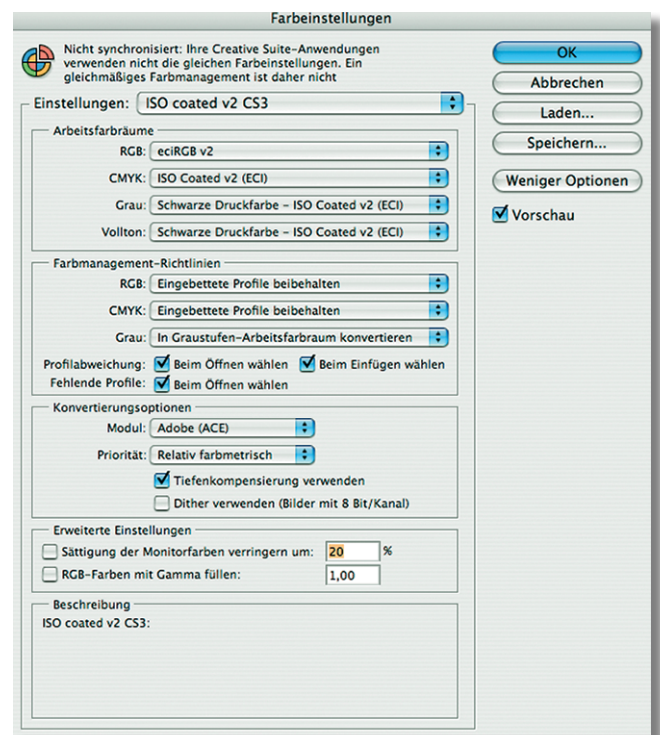 Farbeinstellungen
Nicht synchronisiert: Ihre Creative Suite-Anwendungen
verwenden nicht die gleichen Farbeinstellungen. Ein
gleichmäßiges Farbmanagement ist daher nicht
Einstellungen: ISO coated v2 CS3
Arbeitsfarbräume
RGB: eciRGB v2
CMYK: ISO Coated v2 (ECI)
Grau: Schwarze Druckfarbe – ISO Coated v2 (ECI)
Vollton: Schwarze Druckfarbe – ISO Coated v2 (ECI)
Farbmanagement-Richtlinien
RGB: Eingebettete Profile beibehalten
CMYK: Eingebettete Profile beibehalten
Grau: In Graustufen-Arbeitsfarbraum konvertieren
Profilabweichung: Beim Öffnen wählen Beim Einfügen wählen
Fehlende Profile: Beim Öffnen wählen
Konvertierungsoptionen
Modul: Adobe (ACE)
Priorität: Relativ farbmetrisch
Tiefenkompensierung verwenden
Dither verwenden (Bilder mit 8 Bit/Kanal)
Erweiterte Einstellungen
Sättigung der Monitorfarben verringern um: 20 %
RGB-Farben mit Gamma füllen: 1,00
Beschreibung
ISO coated v2 CS3:
OK
Abbrechen
Laden...
Speichern...
Weniger Optionen
Vorschau